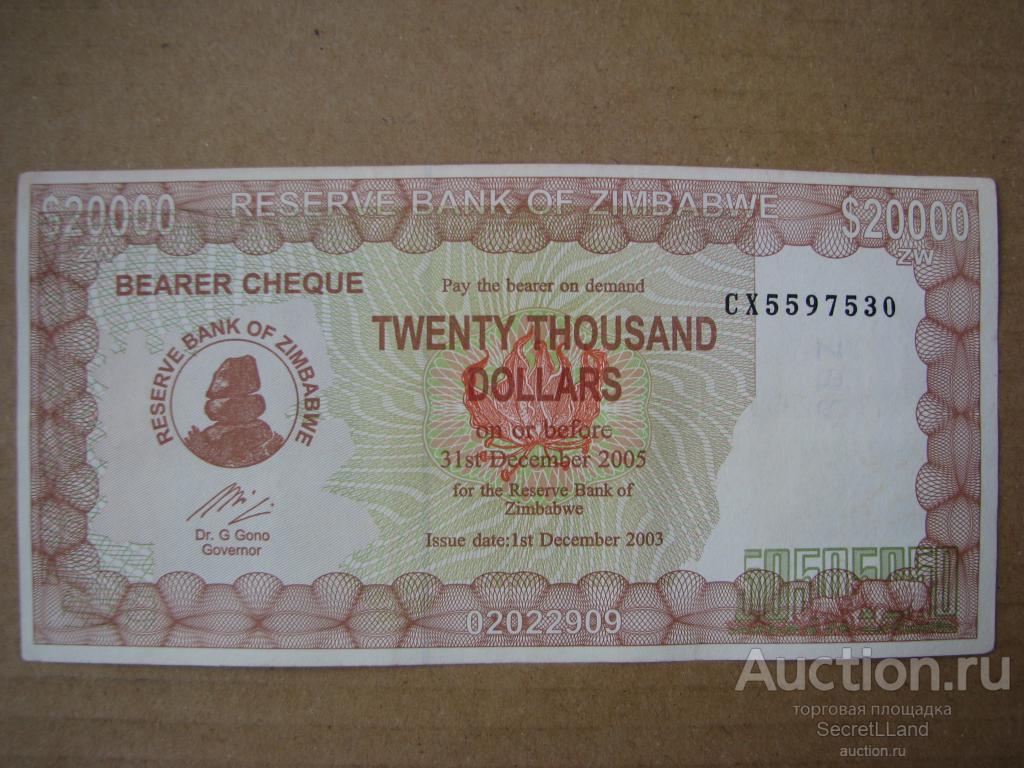 $20000 RESERVE BANK OF ZIMBABWE $20000
ZW ZW
BEARER CHEQUE
Pay the bearer on demand
CX5597530
TWENTY THOUSAND
DOLLARS
RESERVE BANK OF ZIMBABWE
on or before
31st December 2005
for the Reserve Bank of
Zimbabwe
Dr. G Gono
Governor
Issue date:1st December 2003
50505050
02022909
Auction.ru
торговая площадка
SecretLLand
auction.ru